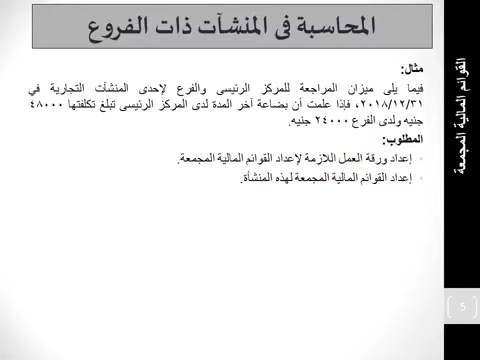 المحاسبة فى المنشآت ذات الفروع
مثال:
فيما يلى ميزان المراجعة للمركز الرئيسى والفرع لإحدى المنشآت التجارية في
٢٠١٨/١٢/٣١، فإذا علمت أن بضاعة آخر المدة لدى المركز الرئيسى تبلغ تكلفتها ٤٨٠٠٠
جنيه ولدى الفرع ٢٤٠٠٠ جنيه.
المطلوب:
إعداد ورقة العمل اللازمة لإعداد القوائم المالية المجمعة.
إعداد القوائم المالية المجمعة لهذه المنشأة.
القوائم المالية المجمعة
5